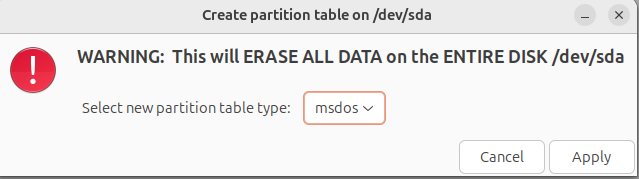 Create partition table on /dev/sda
WARNING:  This will ERASE ALL DATA on the ENTIRE DISK /dev/sda
Select new partition table type: msdos
Cancel Apply